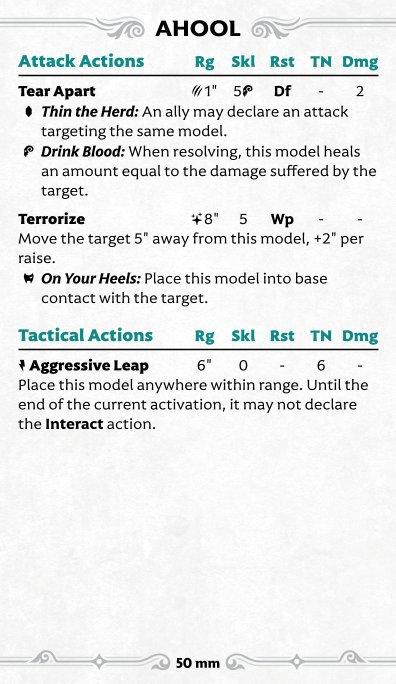 AHOOL
Attack Actions Rg Skl Rst TN Dmg
Tear Apart 1" 5 Df - 2
Thin the Herd: An ally may declare an attack
targeting the same model.
Drink Blood: When resolving, this model heals
an amount equal to the damage suffered by the
target.
Terrorize 8" 5 Wp - -
Move the target 5" away from this model, +2" per
raise.
On Your Heels: Place this model into base
contact with the target.
Tactical Actions Rg Skl Rst TN Dmg
Aggressive Leap 6" 0 - 6 -
Place this model anywhere within range. Until the
end of the current activation, it may not declare
the Interact action.
50 mm